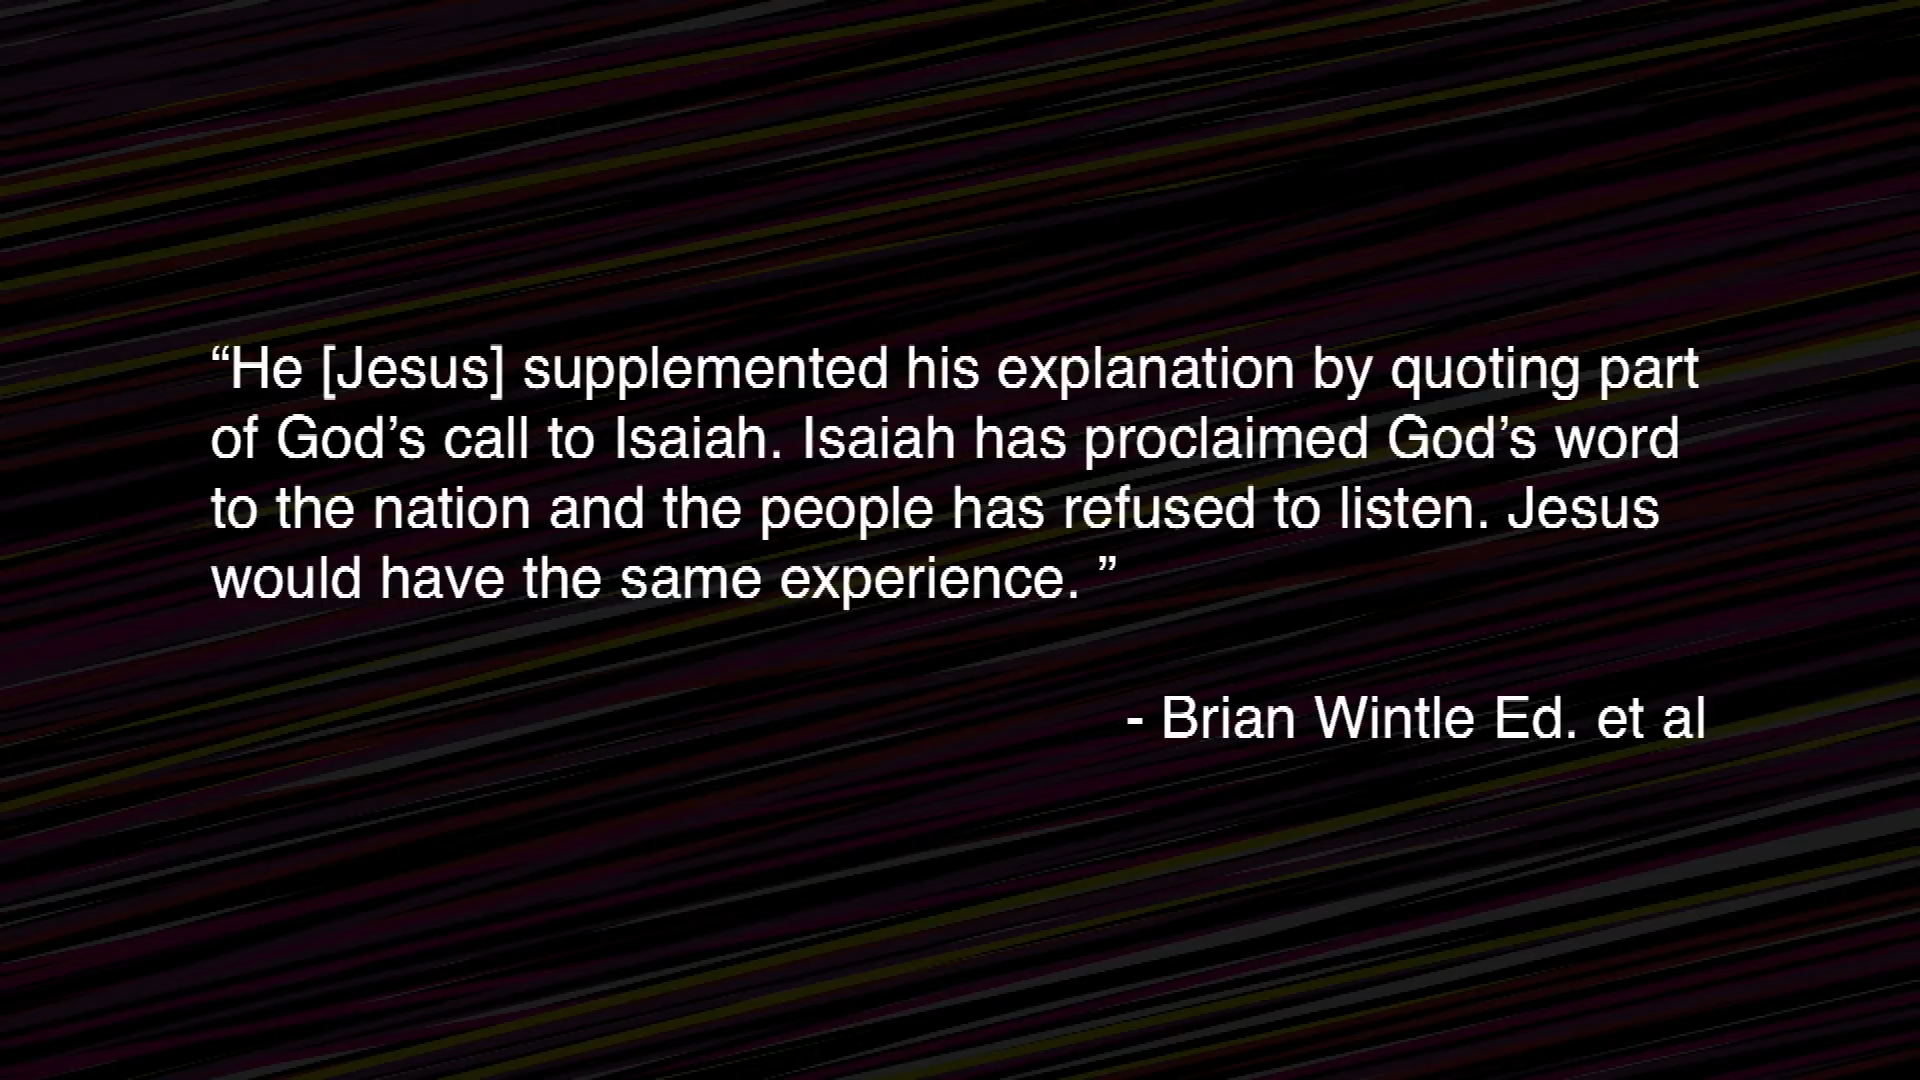 “He [Jesus] supplemented his explanation by quoting part
of God’s call to Isaiah. Isaiah has proclaimed God’s word
to the nation and the people has refused to listen. Jesus
would have the same experience. ”
- Brian Wintle Ed. et al